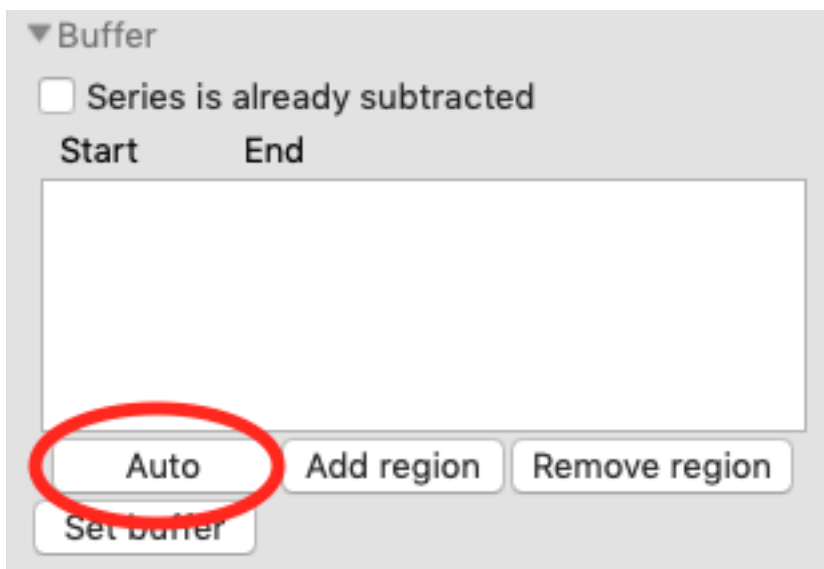 Buffer
Series is already subtracted
Start End
Auto Add region Remove region
Set buffer